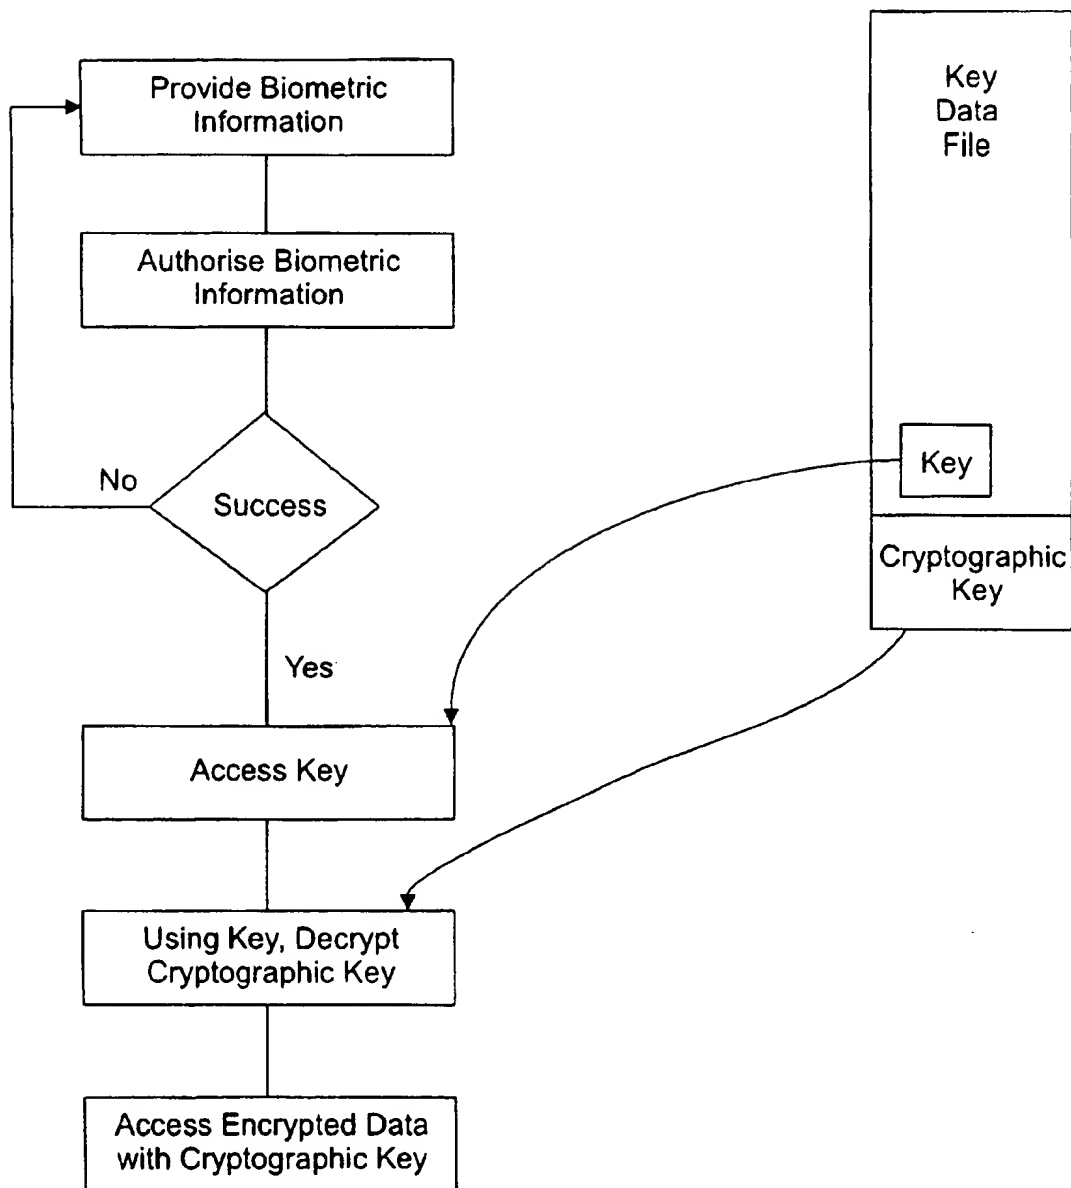 Provide Biometric
Information
Authorise Biometric
Information
No
Success
Yes
Access Key
Using Key, Decrypt
Cryptographic Key
Access Encrypted Data
with Cryptographic Key
Key
Data
File
Key
Cryptographic
Key